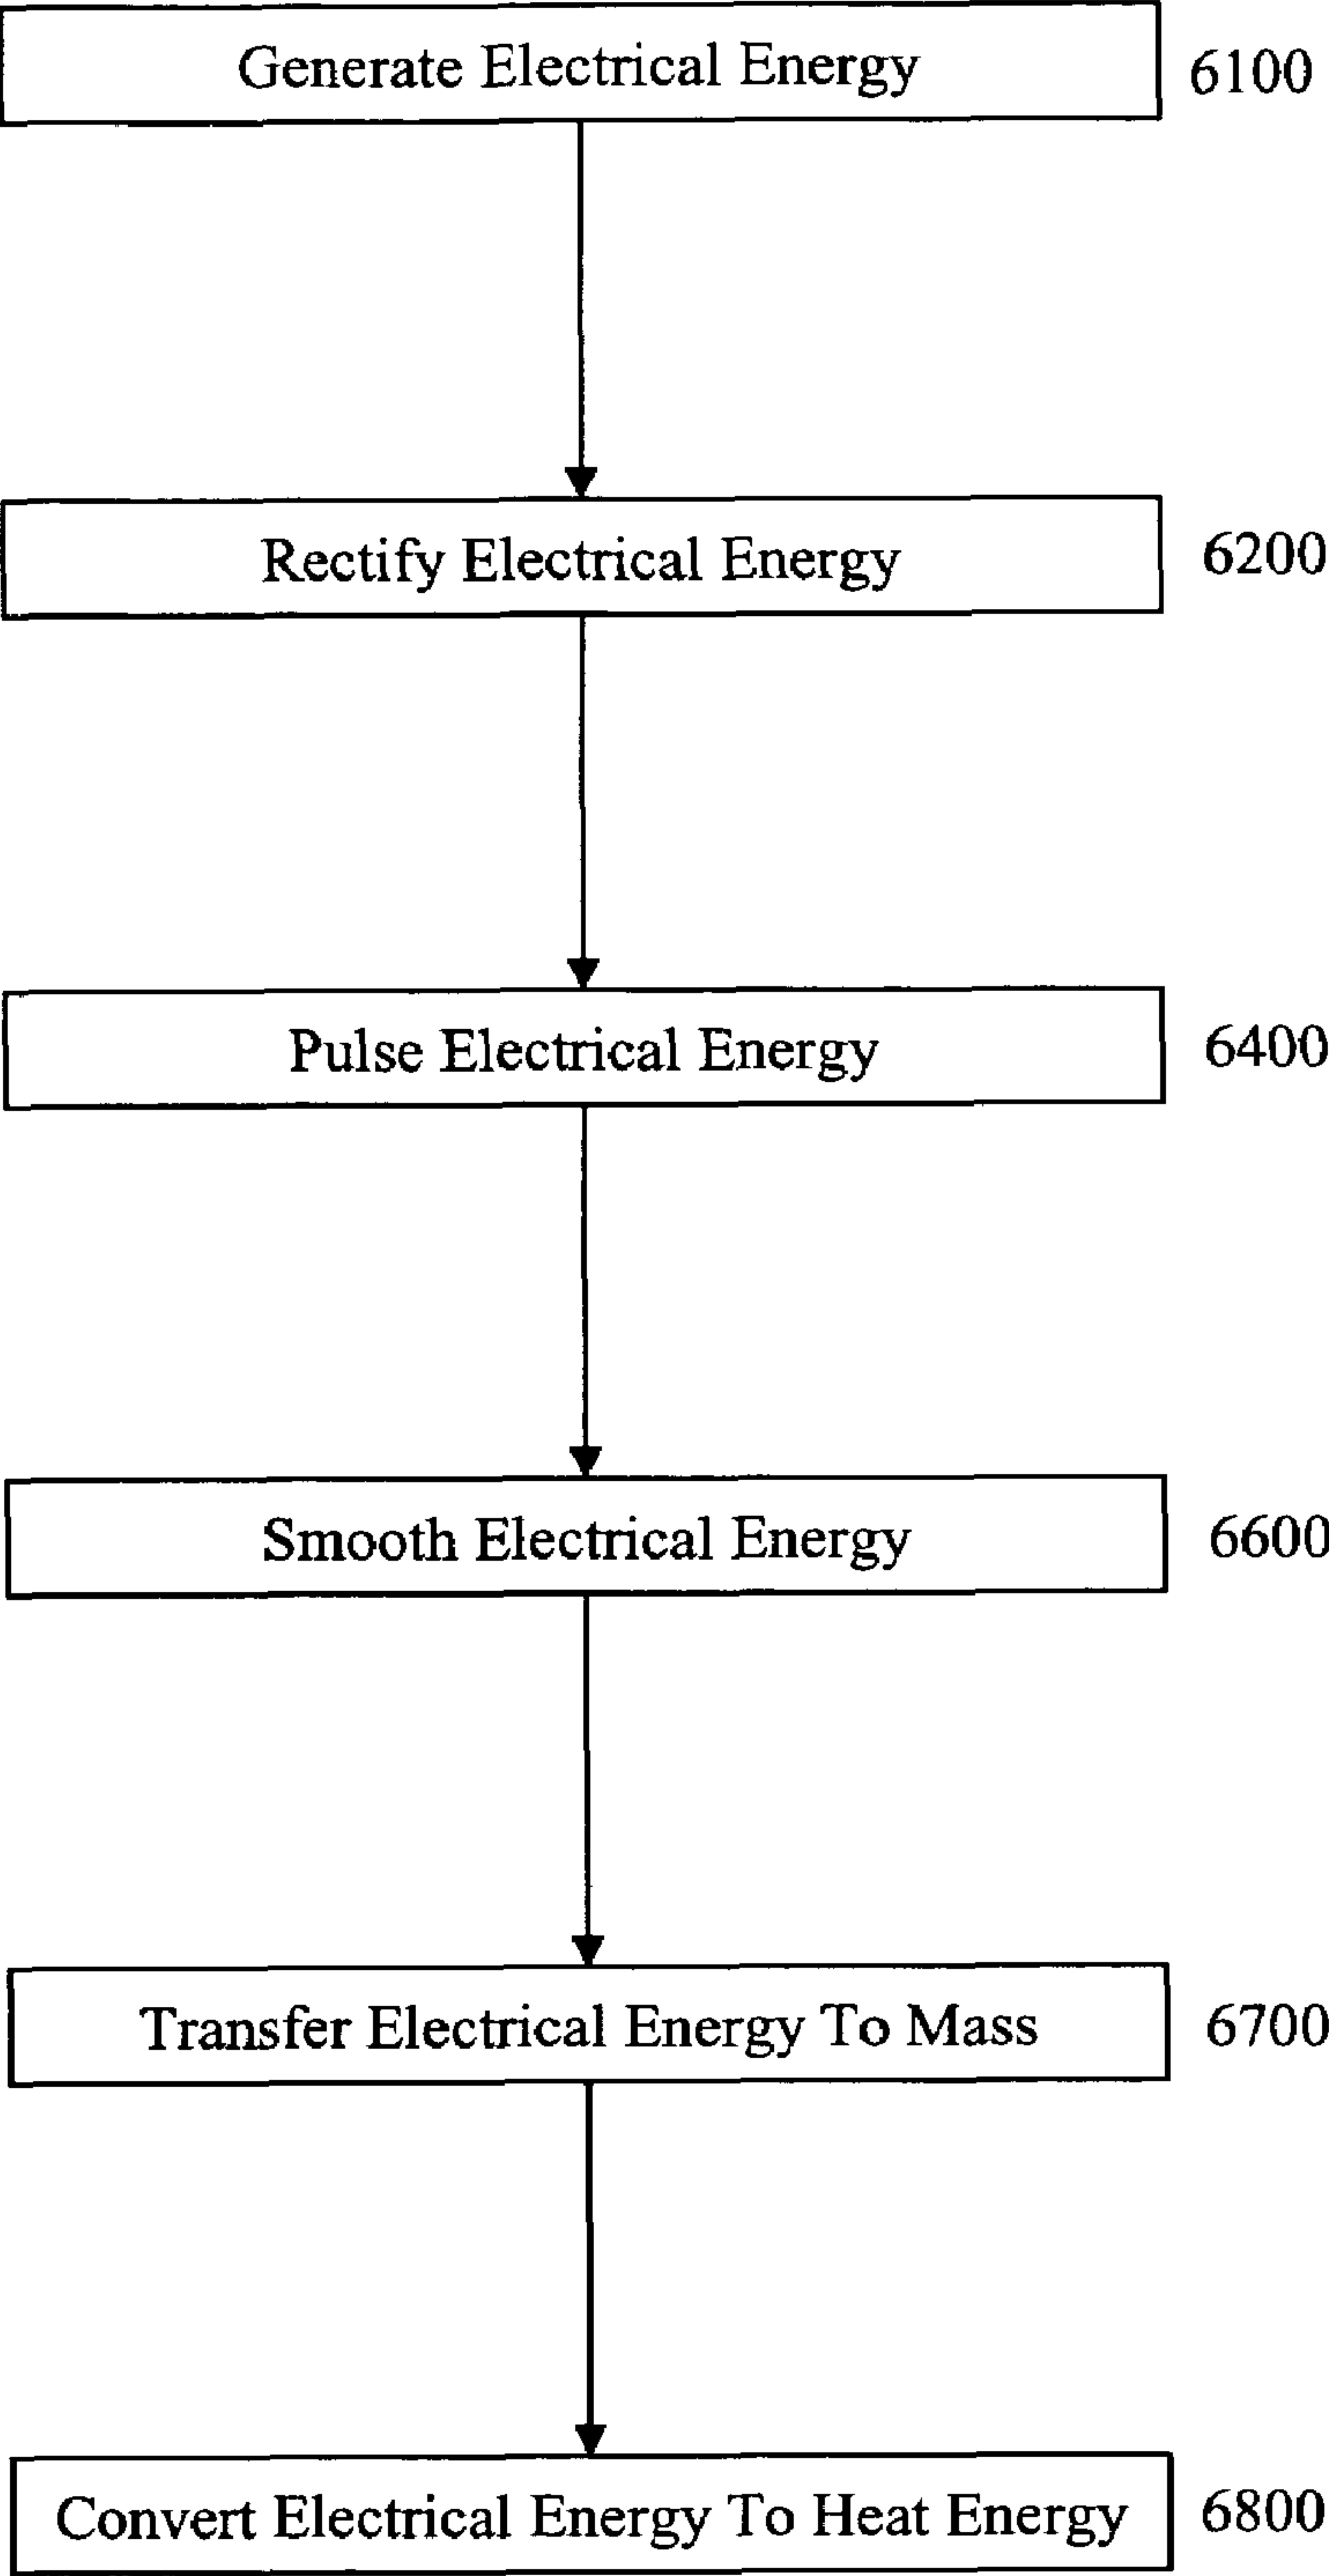 Generate Electrical Energy 6100
Rectify Electrical Energy 6200
Pulse Electrical Energy 6400
Smooth Electrical Energy 6600
Transfer Electrical Energy To Mass 6700
Convert Electrical Energy To Heat Energy 6800